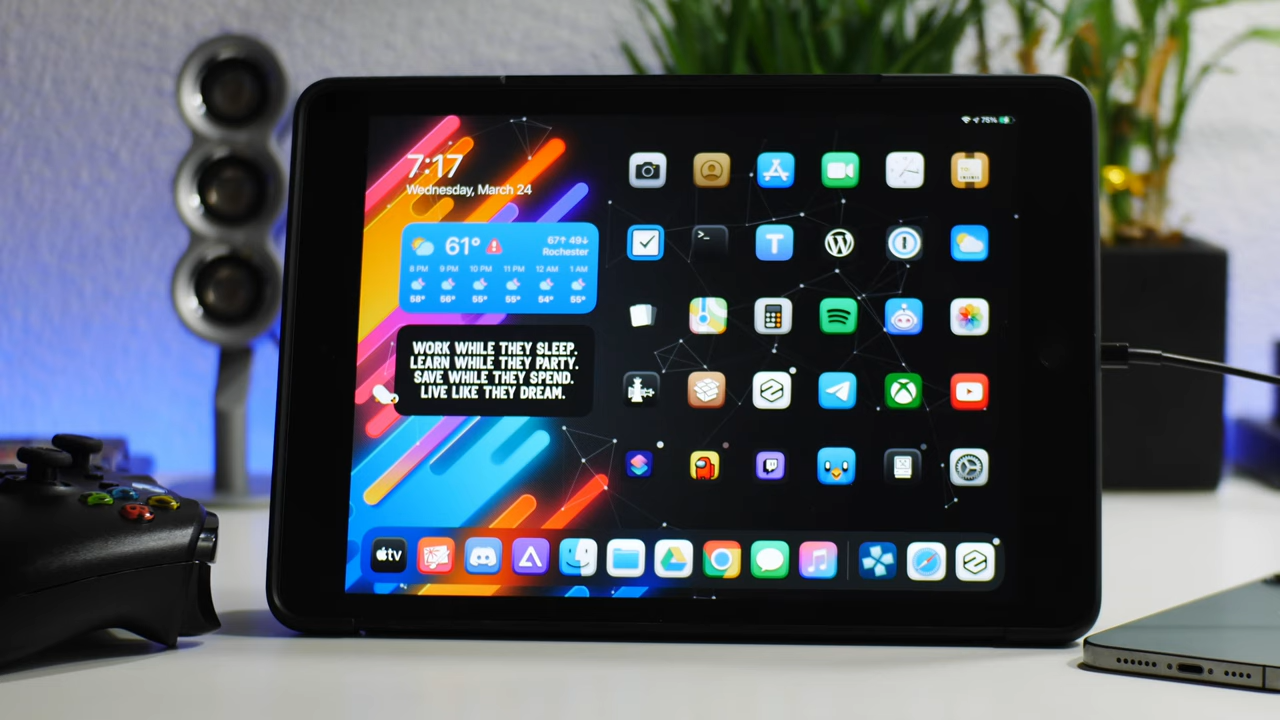 75%
7:17
Wednesday, March 24
61°
67↑ 49↓
Rochester
8 PM 9 PM 10 PM 11 PM 12 AM 1 AM
58° 56° 55° 55° 54° 55°
WORK WHILE THEY SLEEP.
LEARN WHILE THEY PARTY.
SAVE WHILE THEY SPEND.
LIVE LIKE THEY DREAM.
tv